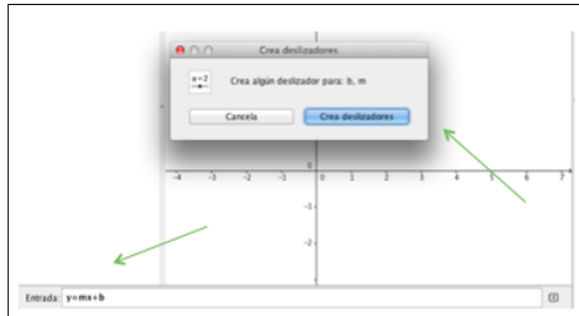 Crea deslizadores
a=2
Crea algún deslizador para: b, m
Cancela
Crea deslizadores
0
-4 -3 -2 -1 0 1 2 3 4 5 6 7
-1
-2
Entrada: y=mx+b